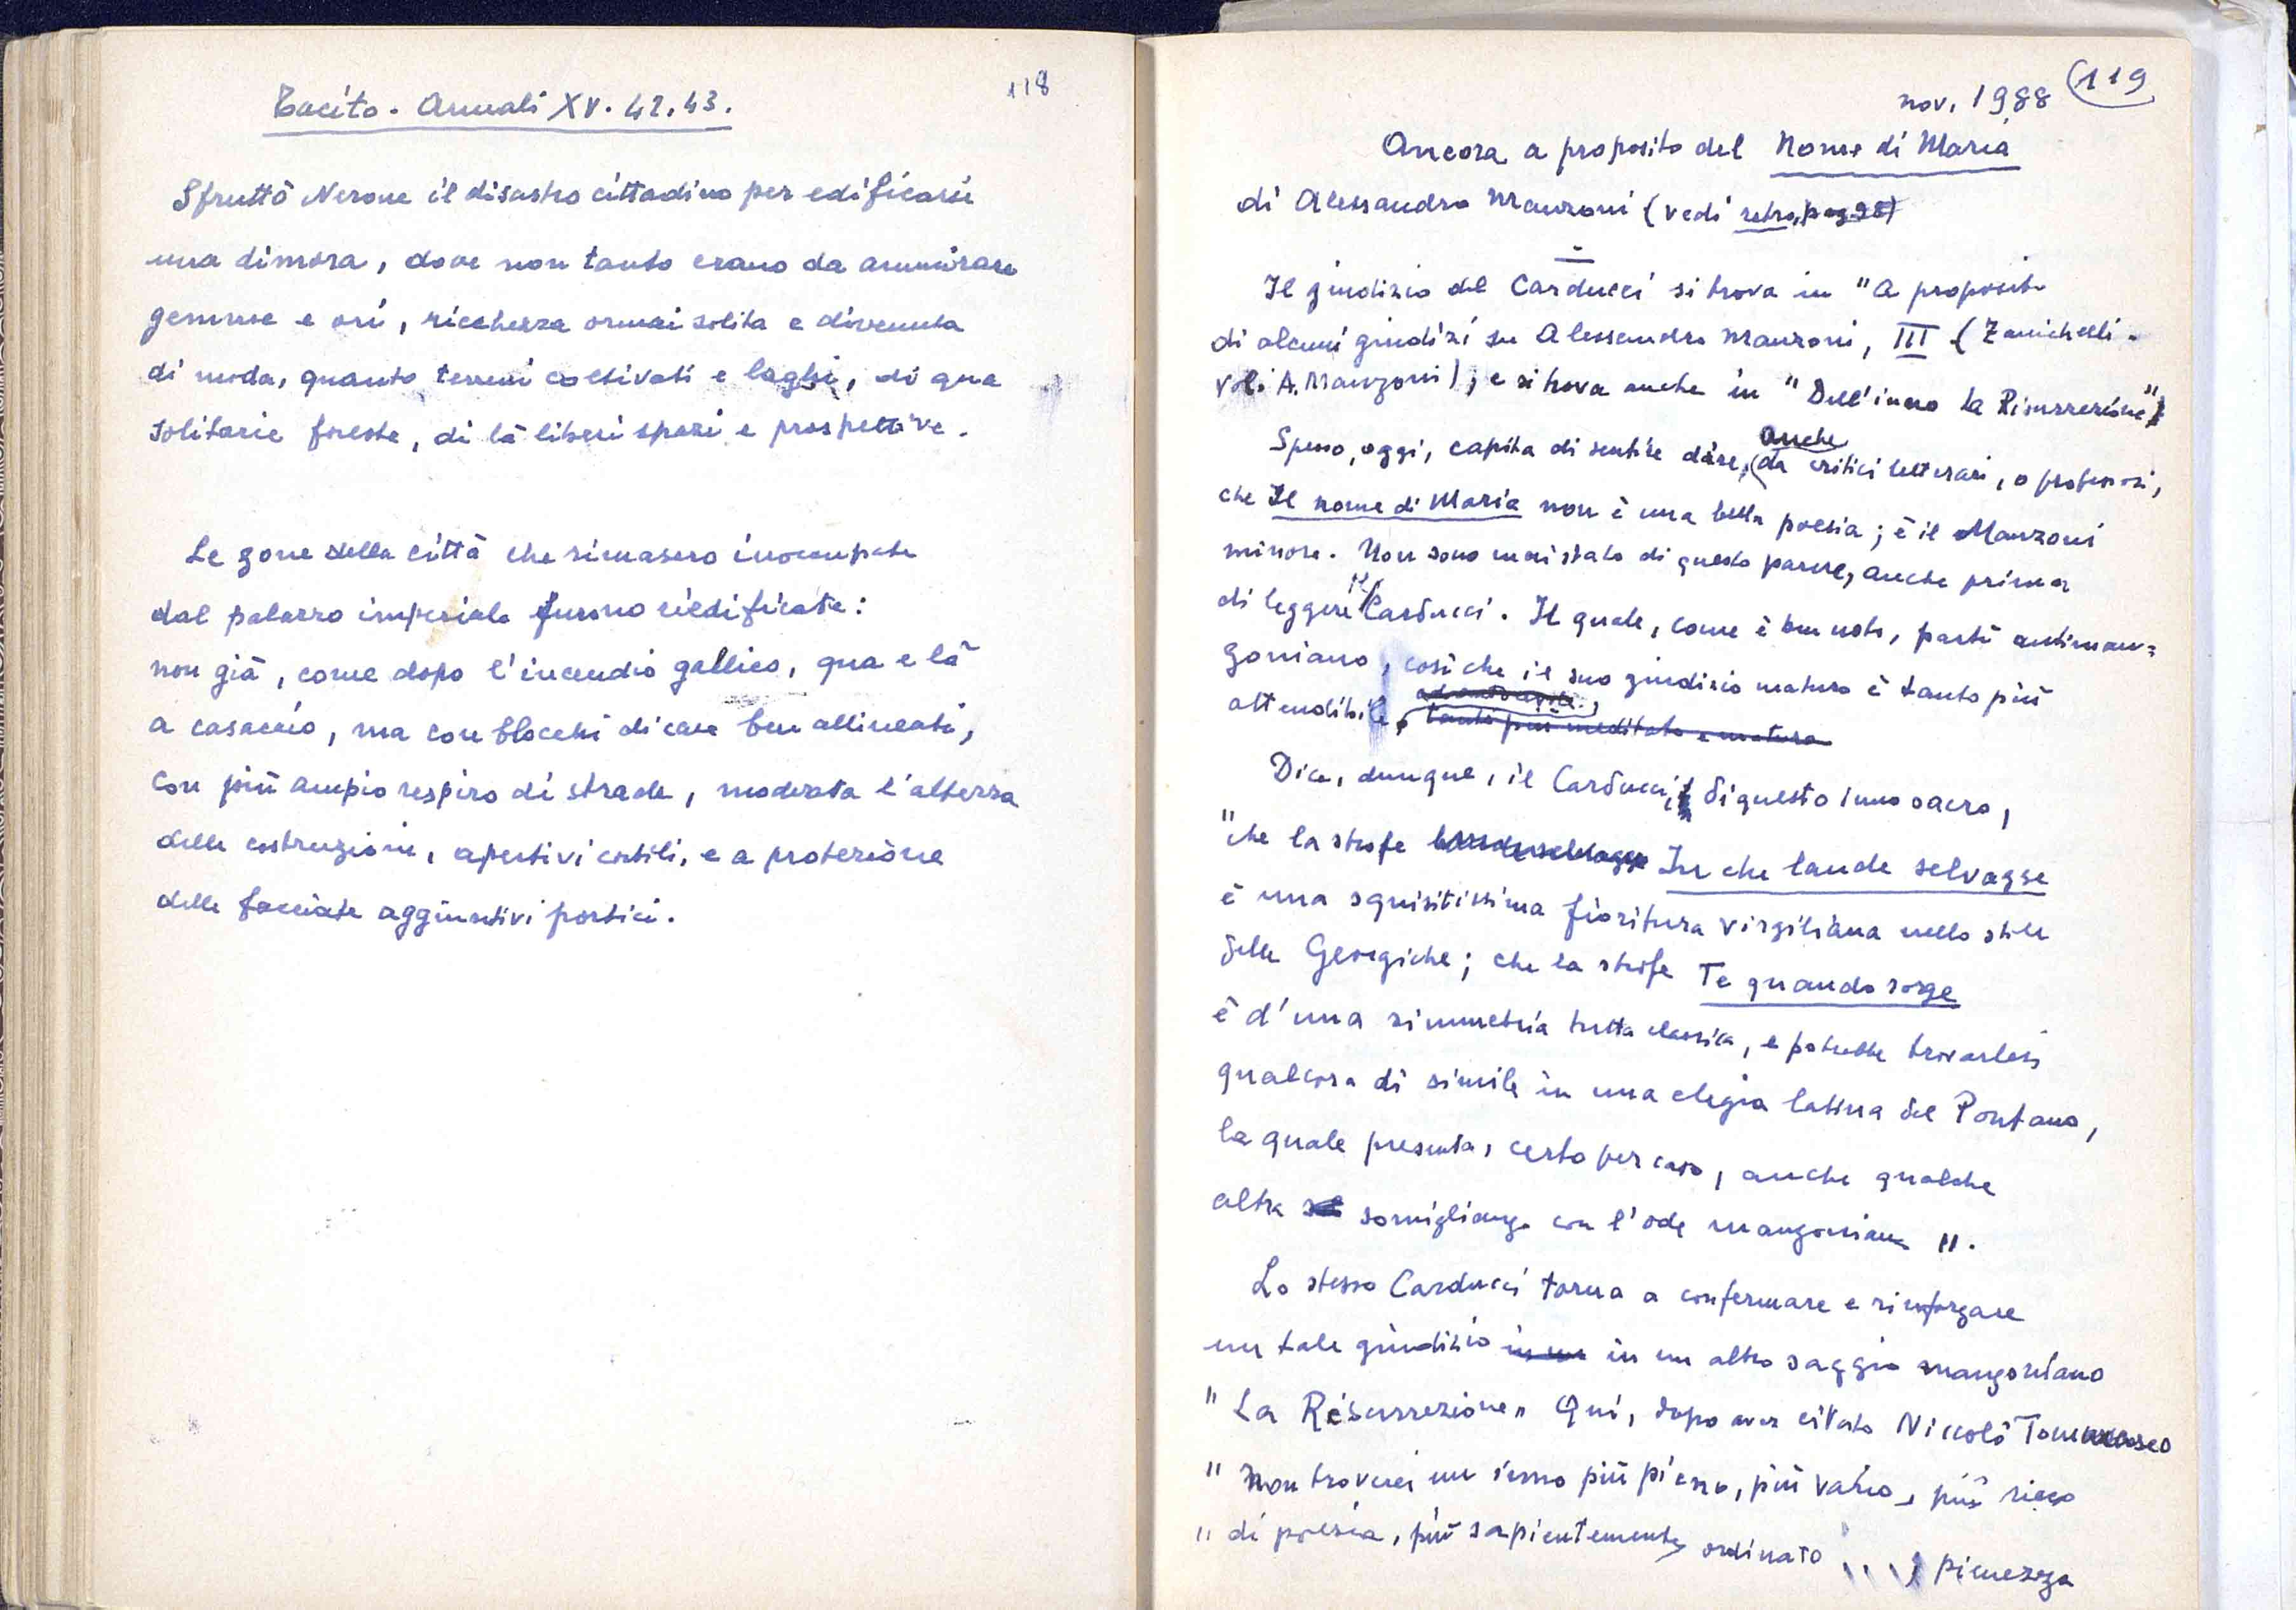 118
Tacito. Annali XV. 42.43.
Sfruttò Nerone il disastro cittadino per edificarsi
una dimora, dove non tanto erano da ammirare
gemme e ori, ricchezza ormai solita e divenuta
di moda, quanto terreni coltivati e laghi, di qua
solitarie foreste, di là liberi spazi e prospettive.
Le zone della città che rimasero inoccupate
dal palazzo imperiale furono riedificate:
non già, come dopo l'incendio gallico, qua e là
a casaccio, ma con blocchi di case ben allineati,
con più ampio respiro di strade, moderata l'altezza
delle costruzioni, apertivi cortili, e a protezione
delle facciate aggiuntivi portici.
nov. 1988 119
Ancora a proposito del Nome di Maria
di Alessandro Manzoni (vedi retro, pag 98)
Il giudizio del Carducci si trova in "A proposito
di alcuni giudizi su Alessandro Manzoni, III (Zanichelli -
vol. A. Manzoni); e si trova anche in "Dell'inno la Risurrezione")
Spesso, oggi, capita di sentire dire, anche da critici letterari, o professori,
che Il nome di Maria non è una bella poesia; è il Manzoni
minore. Non sono mai stato di questo parere, anche prima
di leggere il Carducci. Il quale, come è ben noto, partì antiman=
zoniano, così che il suo giudizio maturo è tanto più
attendibile, tanto più meditato e maturo
Dice, dunque, il Carducci, di questo inno sacro,
"che la strofe In che lande selvagge
è una squisitissima fioritura virgiliana nello stile
delle Georgiche; che la strofe Te quando sorge
è d'una simmetria tutta classica, e potrebbe trovarlesi
qualcosa di simile in una elegia latina del Pontano,
la quale presenta, certo per caso, anche qualche
altra somiglianza con l'ode manzoniana".
Lo stesso Carducci torna a confermare e rinforzare
un tale giudizio in un in un altro saggio manzoniano
"La Risurrezione" Qui, dopo aver citato Niccolò Tommaseo
"Non troverei un inno più pieno, più vario, più ricco
"di poesia, più sapientemente ordinato ...; pienezza